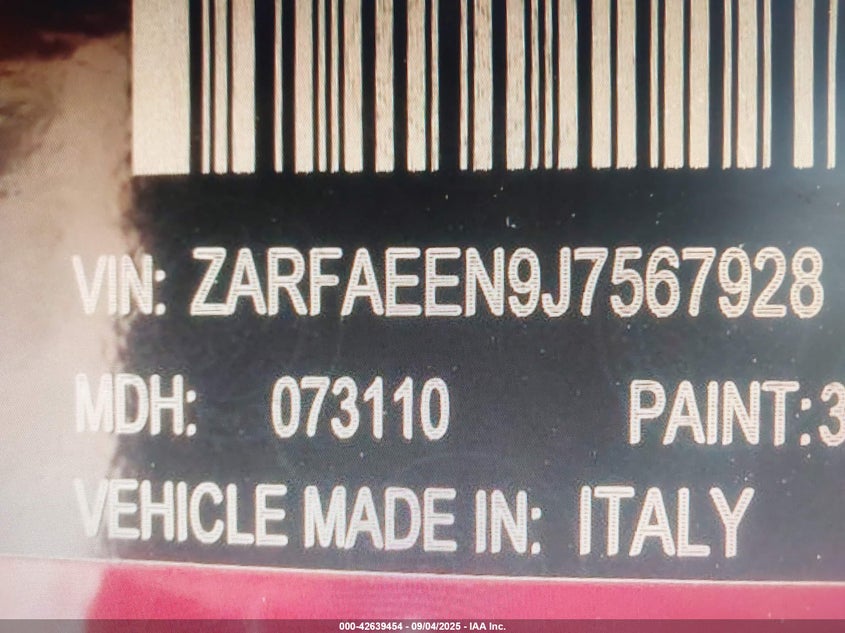 VIN: ZARFAEEN9J7567928
MDH: 073110 PAINT: 3
VEHICLE MADE IN: ITALY
000-42639454 - 09/04/2025 - IAA Inc.